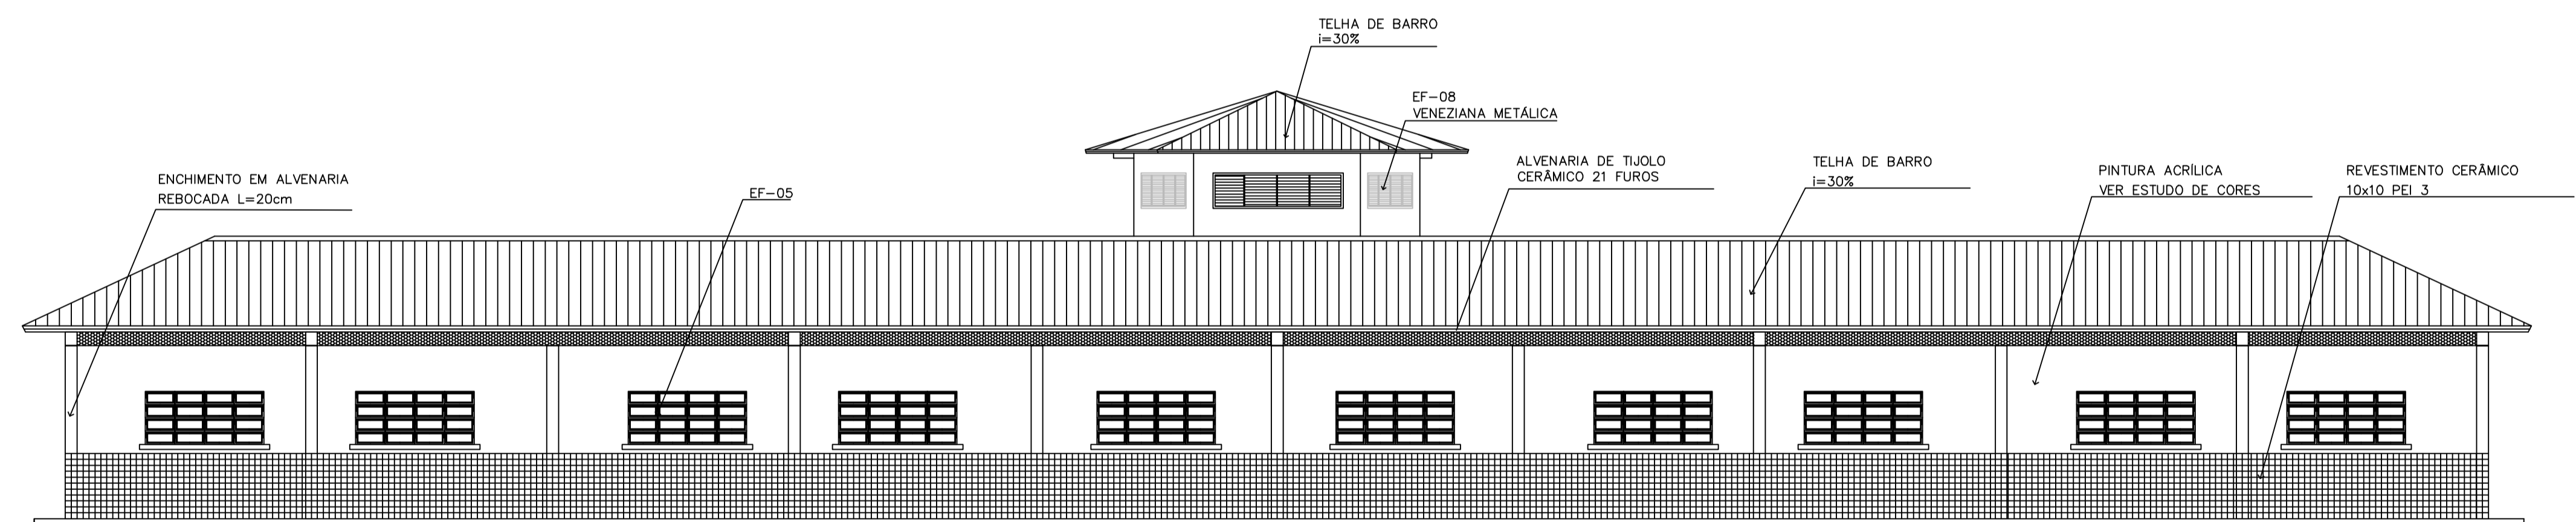 TELHA DE BARRO
i=30%
EF-08
VENEZIANA METÁLICA
ENCHIMENTO EM ALVENARIA
REBOCADA L=20cm
EF-05
ALVENARIA DE TIJOLO
CERÂMICO 21 FUROS
TELHA DE BARRO
i=30%
PINTURA ACRÍLICA
VER ESTUDO DE CORES
REVESTIMENTO CERÂMICO
10x10 PEI 3